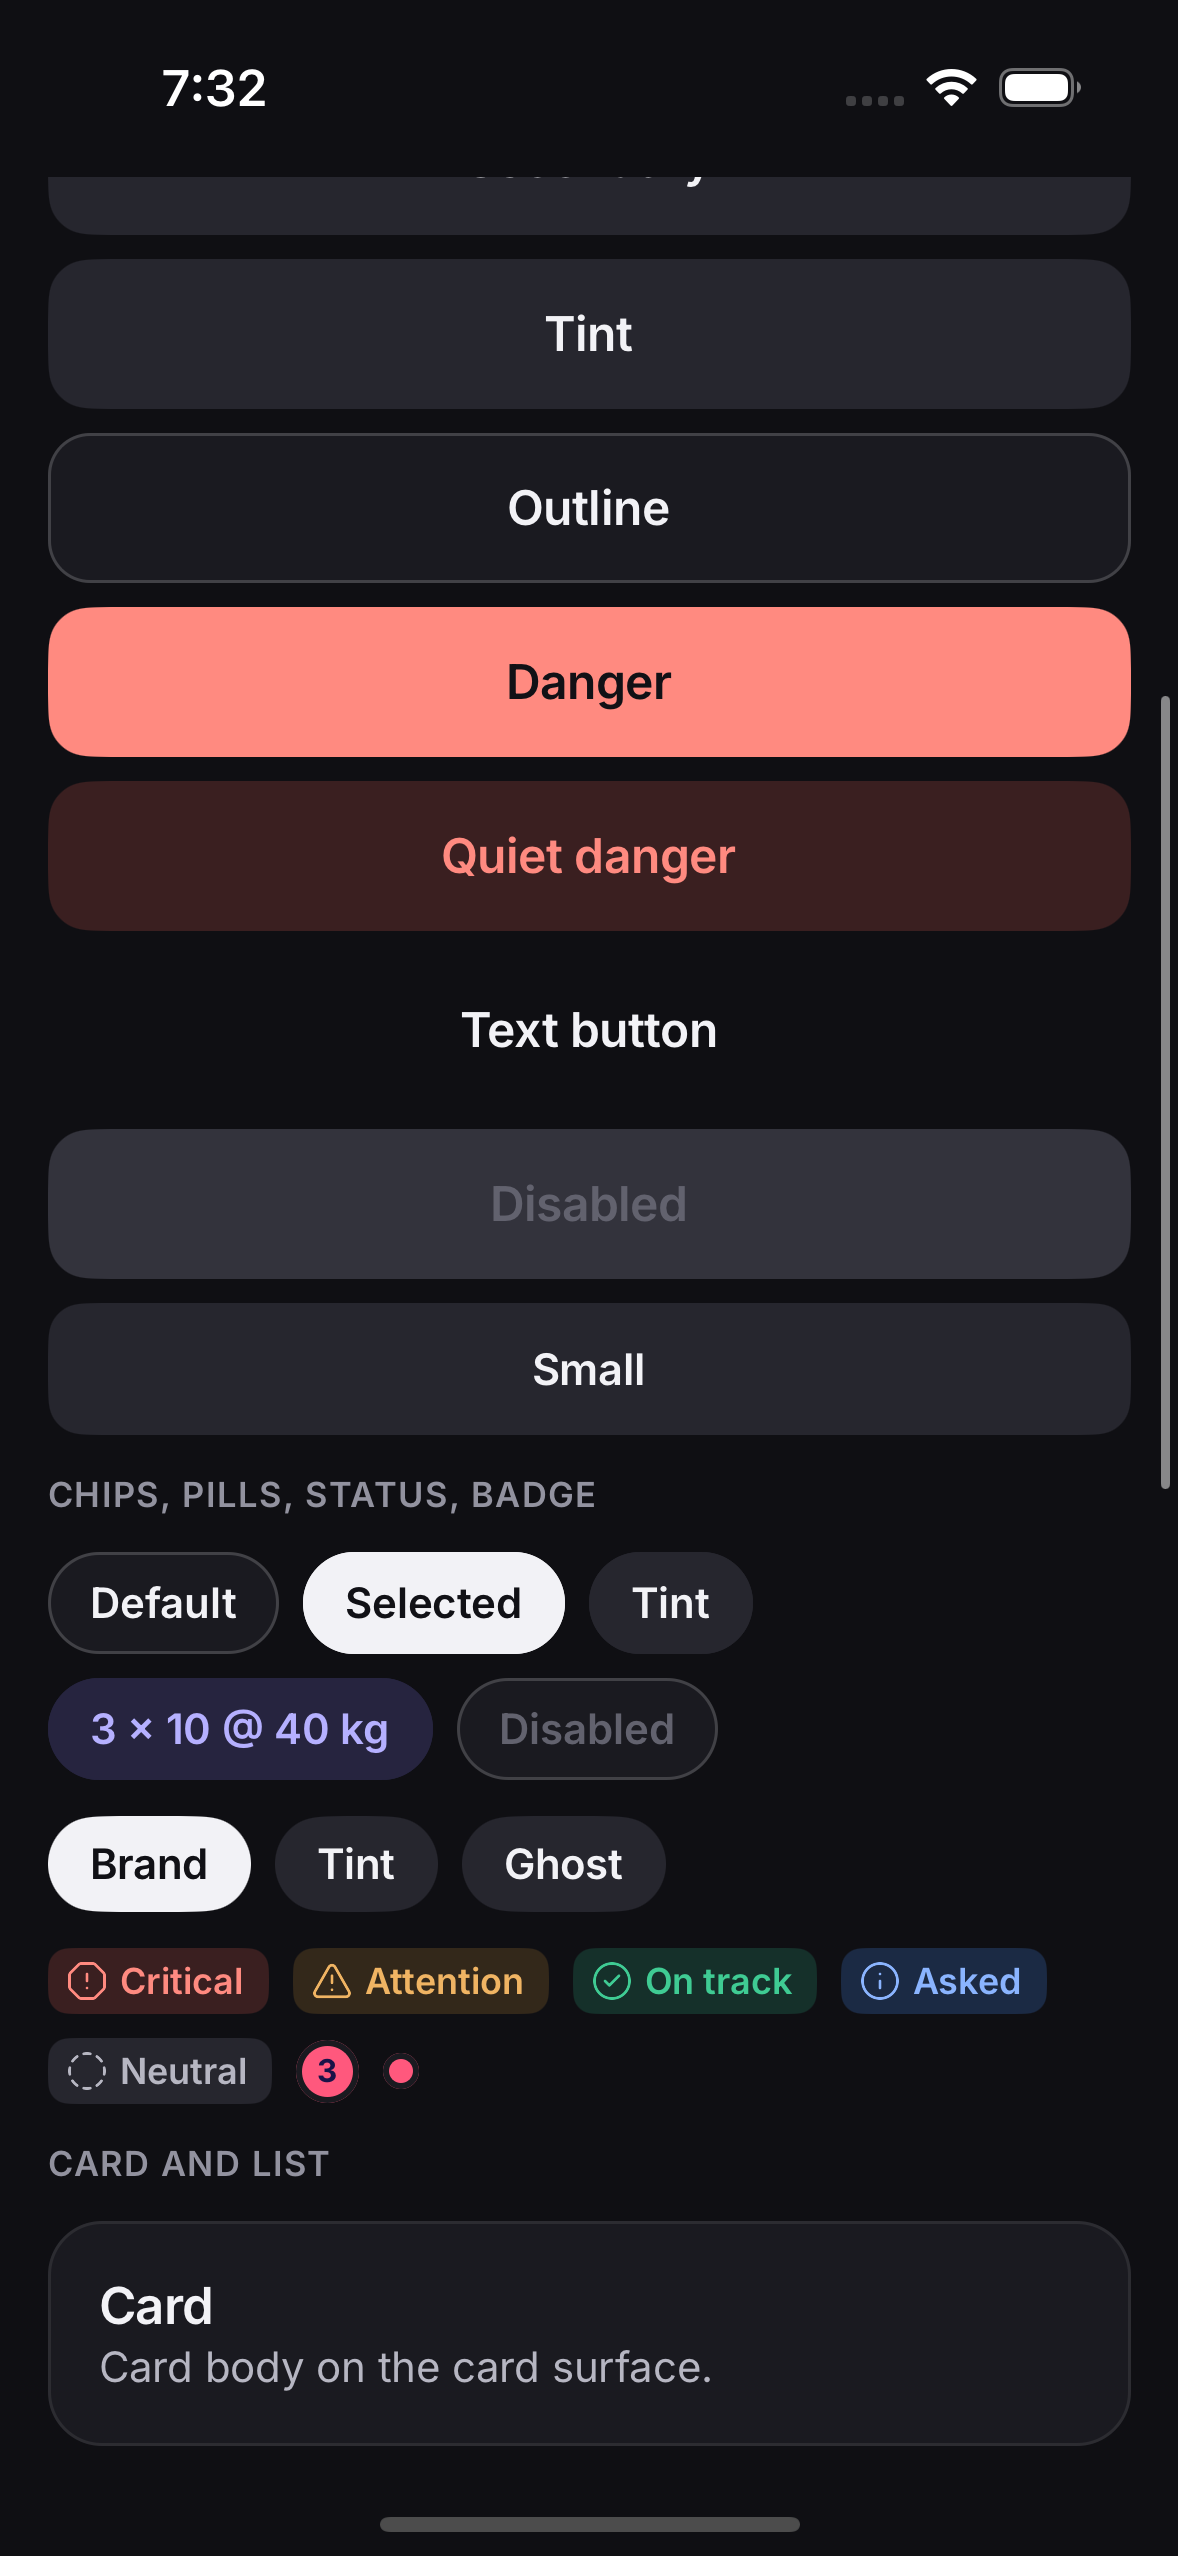 7:32
Tint
Outline
Danger
Quiet danger
Text button
Disabled
Small
CHIPS, PILLS, STATUS, BADGE
Default Selected Tint
3 × 10 @ 40 kg Disabled
Brand Tint Ghost
Critical Attention On track Asked
Neutral 3
CARD AND LIST
Card
Card body on the card surface.